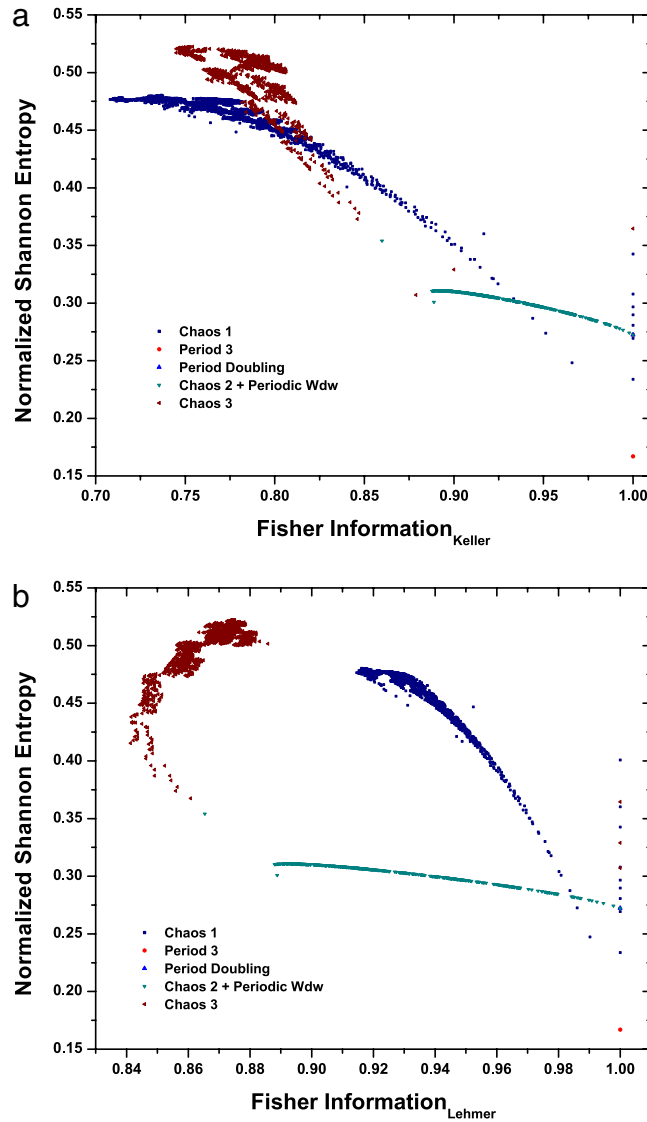 a
0.55
0.50
0.45
0.40
0.35
0.30
0.25
0.20
0.15
Normalized Shannon Entropy
Chaos 1
Period 3
Period Doubling
Chaos 2 + Periodic Wdw
Chaos 3
0.70 0.75 0.80 0.85 0.90 0.95 1.00
Fisher Information Keller
b
0.55
0.50
0.45
0.40
0.35
0.30
0.25
0.20
0.15
Normalized Shannon Entropy
Chaos 1
Period 3
Period Doubling
Chaos 2 + Periodic Wdw
Chaos 3
0.84 0.86 0.88 0.90 0.92 0.94 0.96 0.98 1.00
Fisher Information Lehmer